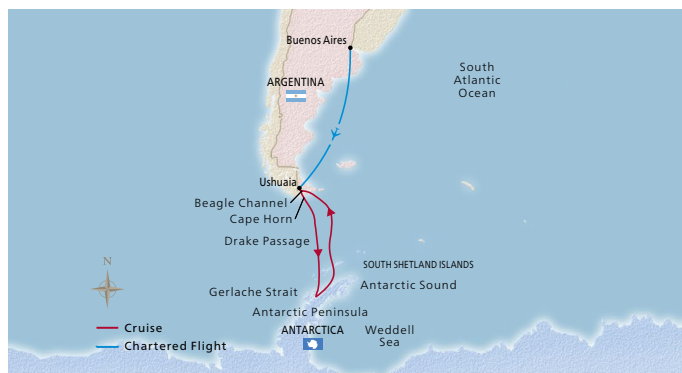 Buenos Aires
South
Atlantic
Ocean
ARGENTINA
Ushuaia
Beagle Channel
Cape Horn
Drake Passage
N
SOUTH SHETLAND ISLANDS
Antarctic Sound
Gerlache Strait
Antarctic Peninsula
Cruise
ANTARCTICA
Weddell
Sea
Chartered Flight